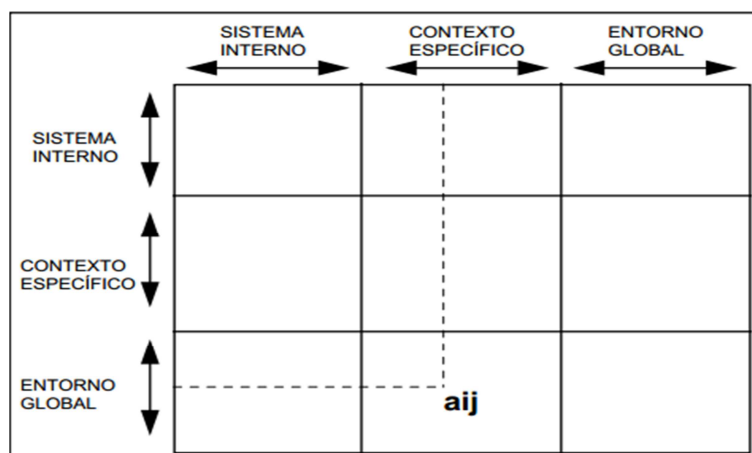 SISTEMA
INTERNO
CONTEXTO
ESPECÍFICO
ENTORNO
GLOBAL
SISTEMA
INTERNO
CONTEXTO
ESPECÍFICO
ENTORNO
GLOBAL
aij